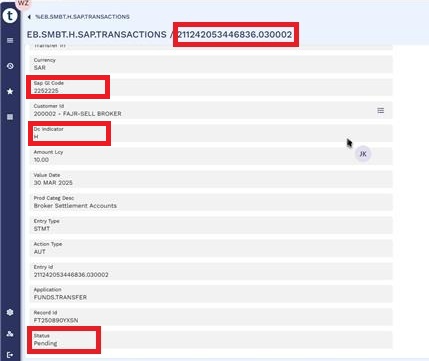 WZ
t
%EB.SMBT.H.SAP.TRANSACTIONS
EB.SMBT.H.SAP.TRANSACTIONS / 211242053446836.030002
Transfer In
Currency
SAR
Sap Gl Code
2252225
Customer Id
200002 - FAJR-SELL BROKER
Dc Indicator
H
Amount Lcy
10.00
JK
Value Date
30 MAR 2025
Prod Categ Desc
Broker Settlement Accounts
Entry Type
STMT
Action Type
AUT
Entry Id
211242053446836.030002
Application
FUNDS.TRANSFER
Record Id
FT250890YXSN
Status
Pending